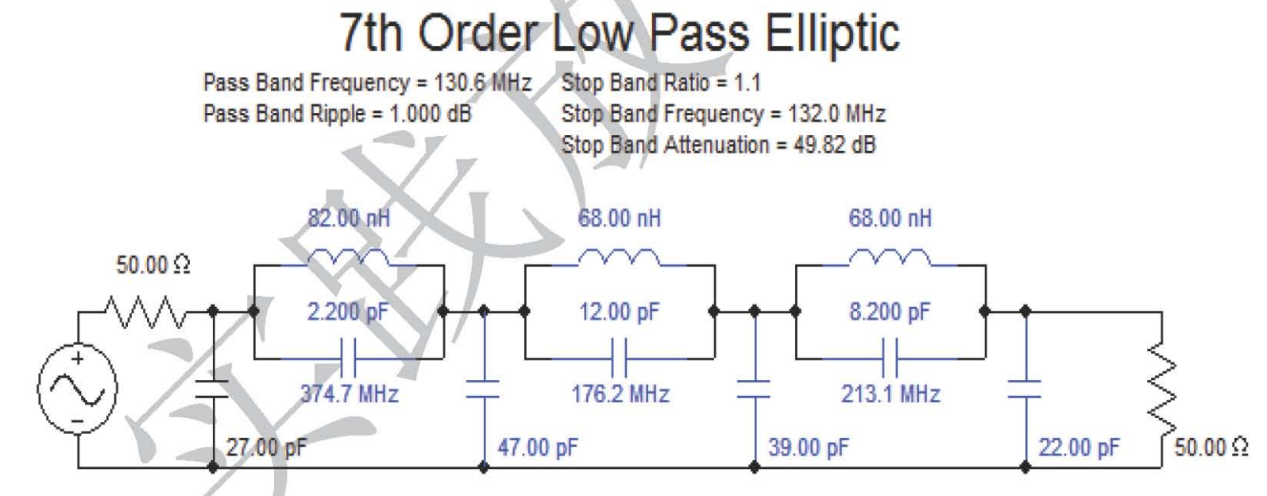 7th Order Low Pass Elliptic
Pass Band Frequency = 130.6 MHz
Stop Band Ratio = 1.1
Pass Band Ripple = 1.000 dB
Stop Band Frequency = 132.0 MHz
Stop Band Attenuation = 49.82 dB
82.00 nH
68.00 nH
68.00 nH
50.00 Ω
2.200 pF
12.00 pF
8.200 pF
+
-
374.7 MHz
176.2 MHz
213.1 MHz
27.00 pF
47.00 pF
39.00 pF
22.00 pF
50.00 Ω
实战